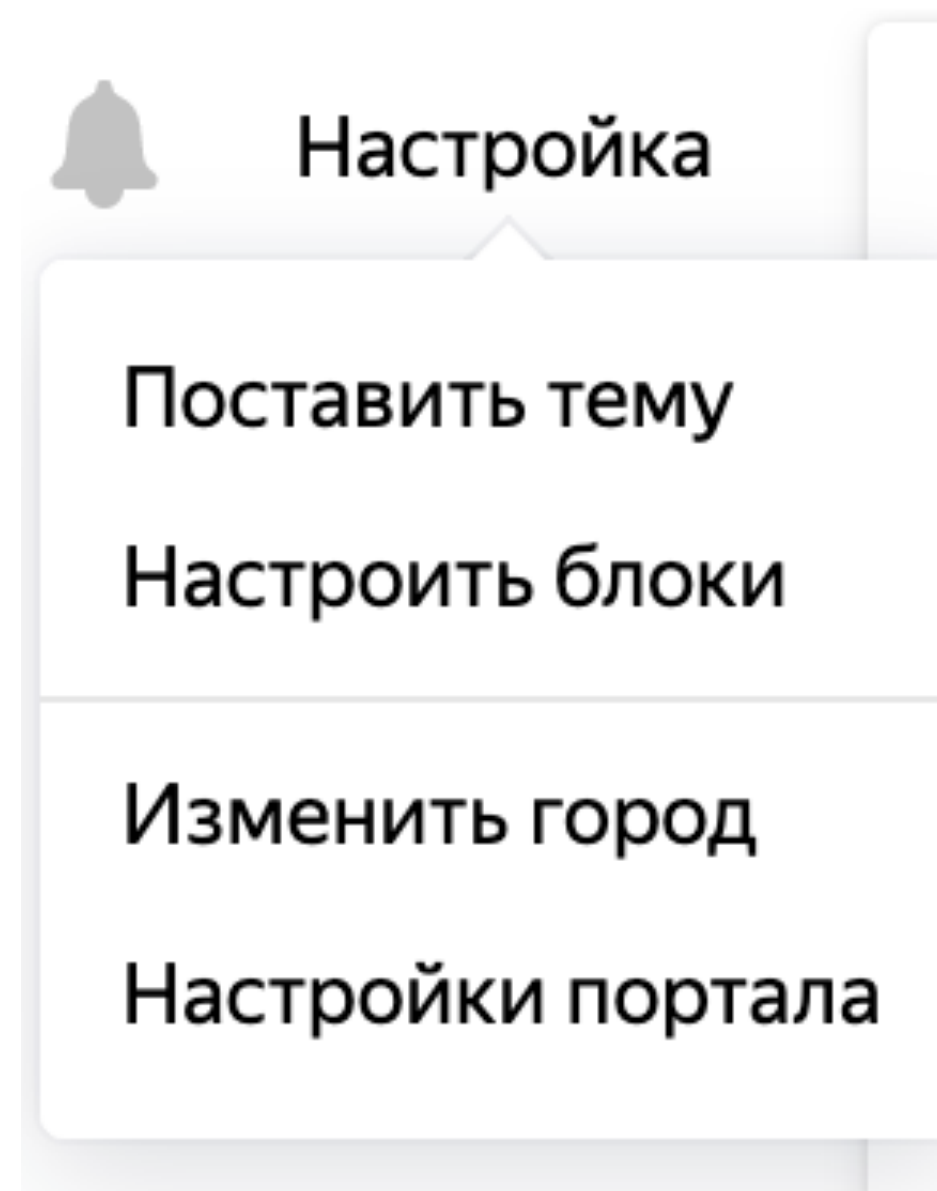 Настройка
Поставить тему
Настроить блоки
Изменить город
Настройки портала